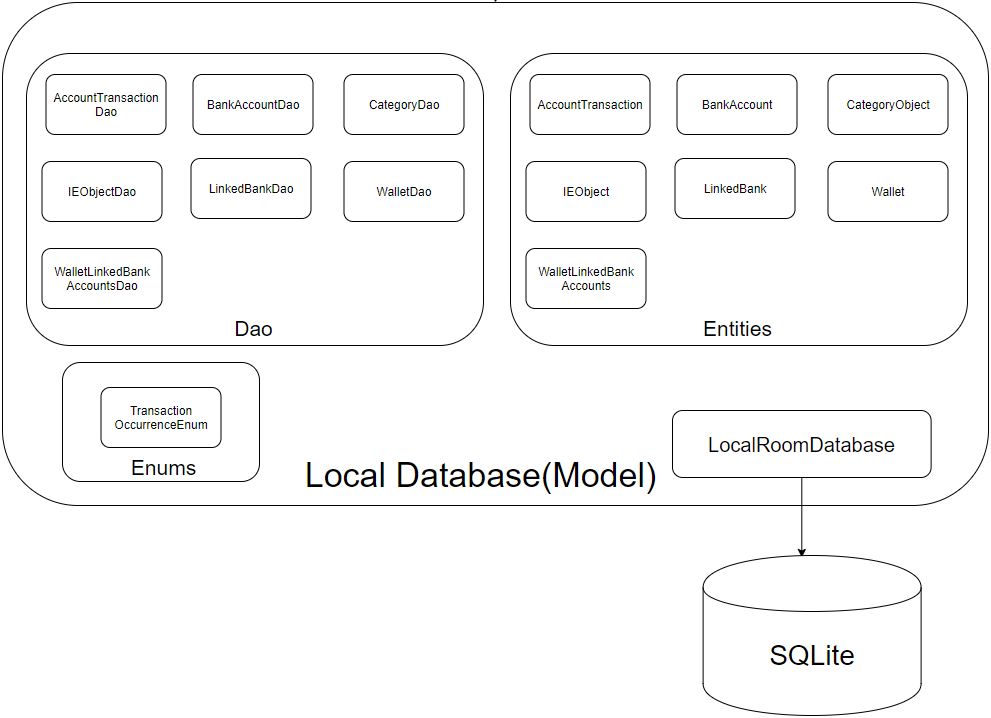 AccountTransaction
Dao
BankAccountDao
CategoryDao
IEObjectDao
LinkedBankDao
WalletDao
WalletLinkedBank
AccountsDao
Dao
AccountTransaction
BankAccount
CategoryObject
IEObject
LinkedBank
Wallet
WalletLinkedBank
Accounts
Entities
Transaction
OccurrenceEnum
Enums
Local Database(Model)
LocalRoomDatabase
SQLite